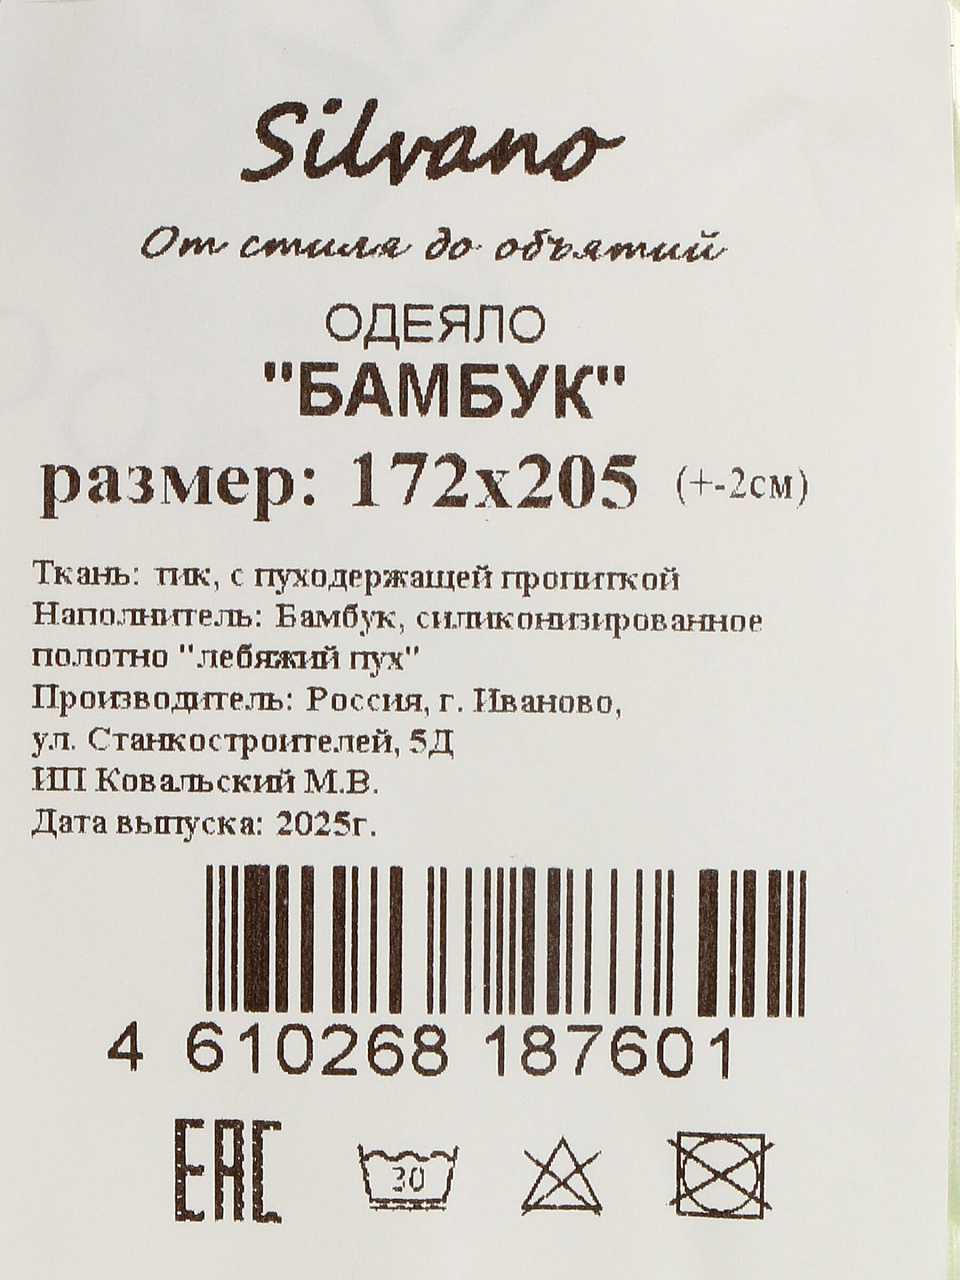 Silvano
От стиля до объятий
ОДЕЯЛО
"БАМБУК"
размер: 172x205 (+-2см)
Ткань: тик, с пуходержащей пропиткой
Наполнитель: Бамбук, силиконизированное
полотно "лебяжий пух"
Производитель: Россия, г. Иваново,
ул. Станкостроителей, 5Д
ИП Ковальский М.В.
Дата выпуска: 2025г.
4 610268 187601
EAC
30